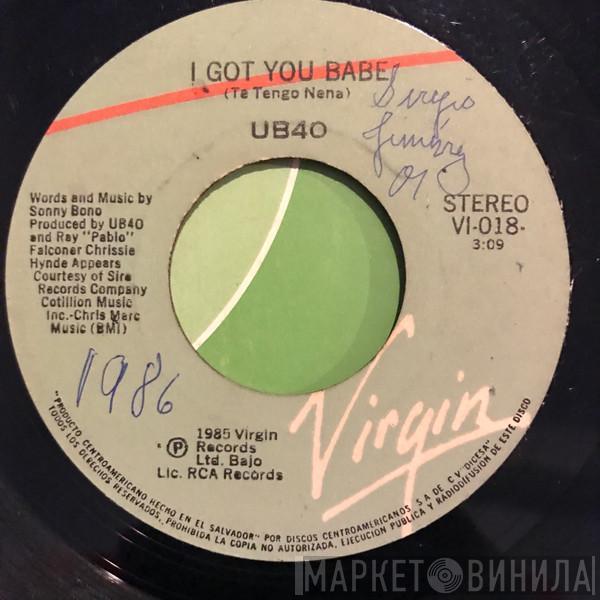 I GOT YOU BABE
(Te Tengo Nena)
UB40
Sergio
01
STEREO
VI-018-
3:09
Words and Music by
Sonny Bono
Produced by UB40
and Ray "Pablo"
Falconer Chrissie
Hynde Appears
Courtesy of Sire
Records Company
Cotillion Music
Inc.-Chris Marc
Music (BMI)
1986
Virgin
1985 Virgin
℗ Records
Ltd. Bajo
Lic. RCA Records
"PRODUCTO CENTROAMERICANO HECHO EN EL SALVADOR" POR DISCOS CENTROAMERICANOS S.A. DE C.V "DICESA"
TODOS LOS DERECHOS RESERVADOS., PROHIBIDA LA COPIA NO AUTORIZADA, EJECUCION PUBLICA Y RADIODIFUSION DE ESTE DISCO
МАРКЕТ ВИНИЛА